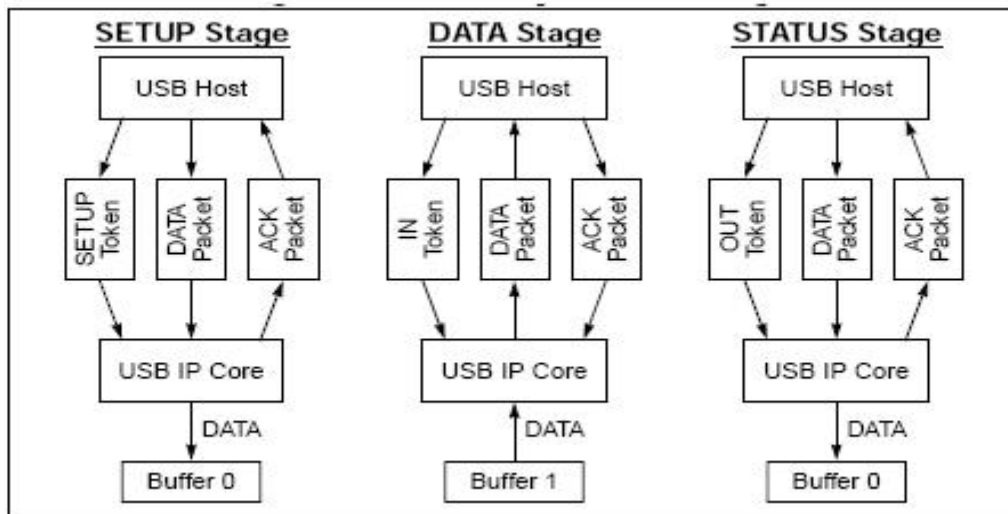 SETUP Stage
DATA Stage
STATUS Stage
USB Host
USB Host
USB Host
SETUP
Token
DATA
Packet
ACK
Packet
IN
Token
DATA
Packet
ACK
Packet
OUT
Token
DATA
Packet
ACK
Packet
USB IP Core
USB IP Core
USB IP Core
DATA
DATA
DATA
Buffer 0
Buffer 1
Buffer 0